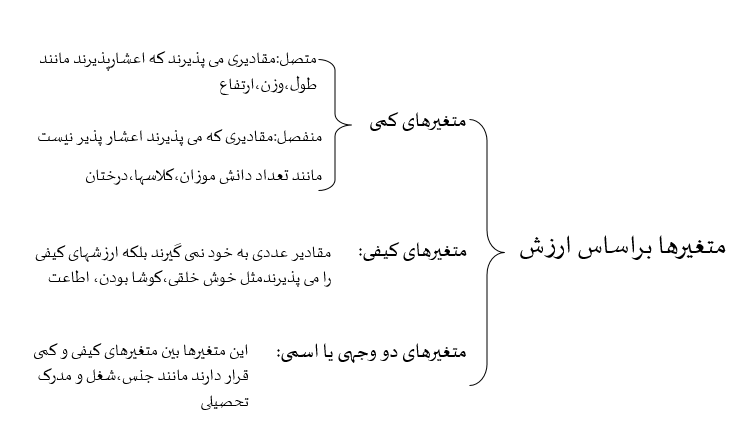 متغیرها براساس ارزش
متغیرهای کمی
متصل:مقادیری می پذیرند که اعشارپذیرند مانند
طول،وزن،ارتفاع
منفصل:مقادیری که می پذیرند اعشار پذیر نیست
مانند تعداد دانش موزان،کلاسها،درختان
متغیرهای کیفی:
مقادیر عددی به خود نمی گیرند بلکه ارزشهای کیفی
را می پذیرندمثل خوش خلقی،کوشا بودن، اطاعت
متغیرهای دو وجهی یا اسمی:
این متغیرها بین متغیرهای کیفی و کمی
قرار دارند مانند جنس،شغل و مدرک
تحصیلی